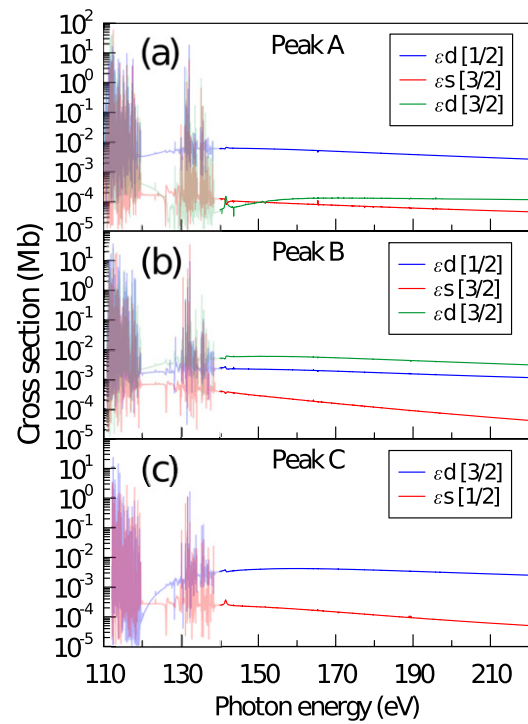 Cross section (Mb)
10² (a) Peak A
10¹
10⁰
10⁻¹
10⁻²
10⁻³
10⁻⁴
10⁻⁵
εd [1/2]
εs [3/2]
εd [3/2]
(b) Peak B
10¹
10⁰
10⁻¹
10⁻²
10⁻³
10⁻⁴
10⁻⁵
εd [1/2]
εs [3/2]
εd [3/2]
(c) Peak C
10¹
10⁰
10⁻¹
10⁻²
10⁻³
10⁻⁴
10⁻⁵
εd [3/2]
εs [1/2]
110 130 150 170 190 210
Photon energy (eV)